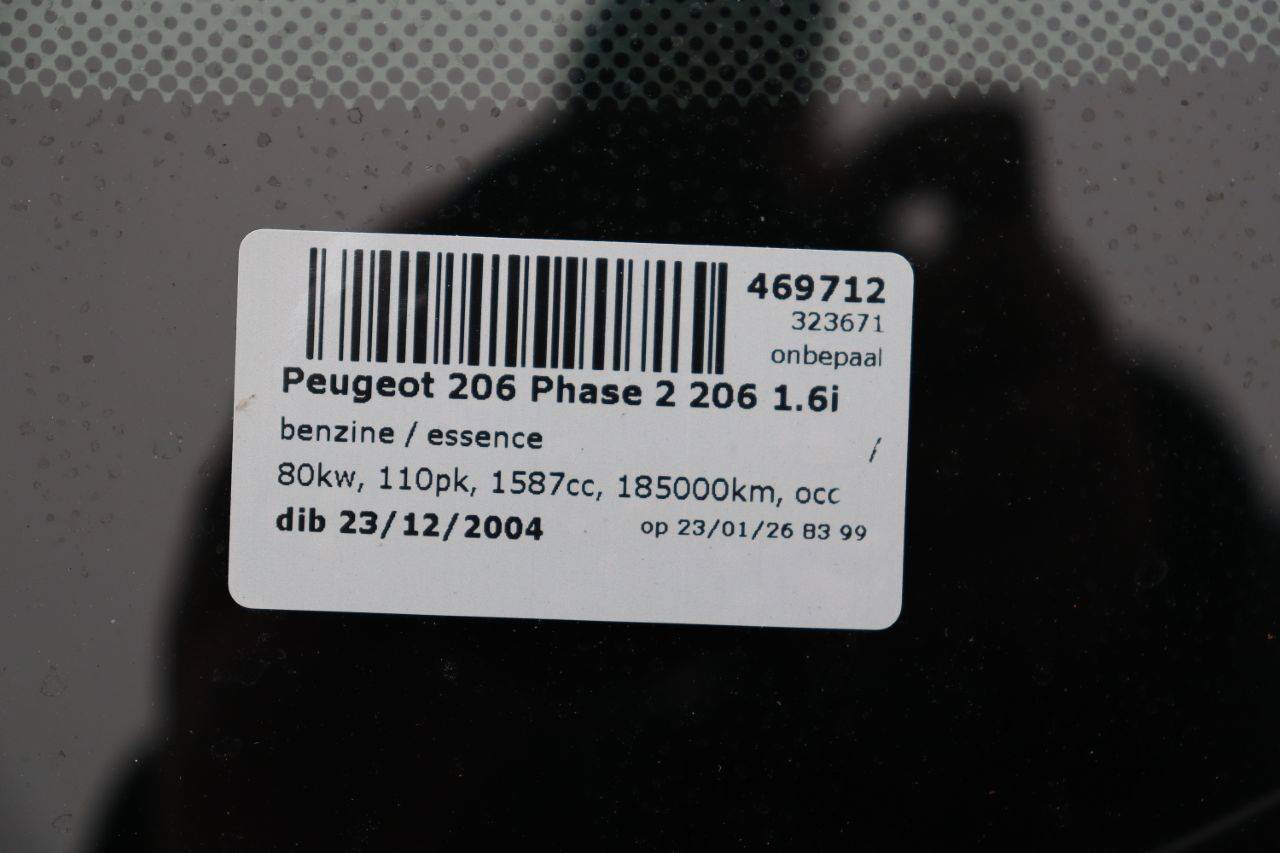 469712
323671
onbepaal
Peugeot 206 Phase 2 206 1.6i
benzine / essence /
80kw, 110pk, 1587cc, 185000km, occ
dib 23/12/2004 op 23/01/26 83 99